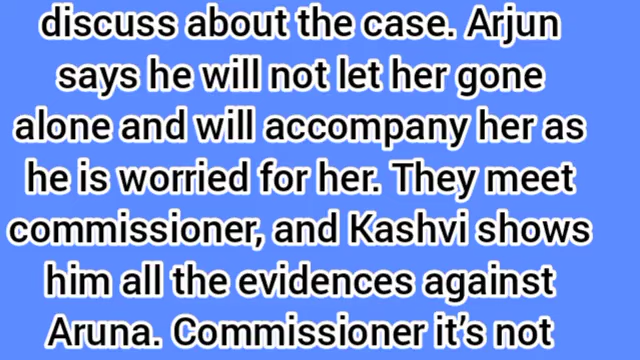 discuss about the case. Arjun
says he will not let her gone
alone and will accompany her as
he is worried for her. They meet
commissioner, and Kashvi shows
him all the evidences against
Aruna. Commissioner it’s not